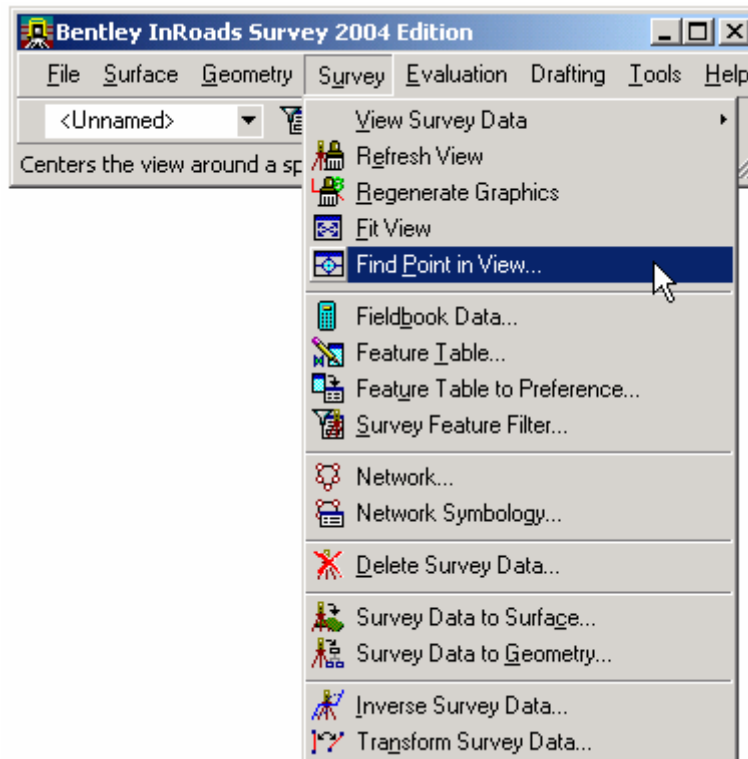 Bentley InRoads Survey 2004 Edition
File Surface Geometry Survey Evaluation Drafting Tools Help
<Unnamed>
Centers the view around a sp
View Survey Data
Refresh View
Regenerate Graphics
Fit View
Find Point in View...
Fieldbook Data...
Feature Table...
Feature Table to Preference...
Survey Feature Filter...
Network...
Network Symbology...
Delete Survey Data...
Survey Data to Surface...
Survey Data to Geometry...
Inverse Survey Data...
Transform Survey Data...